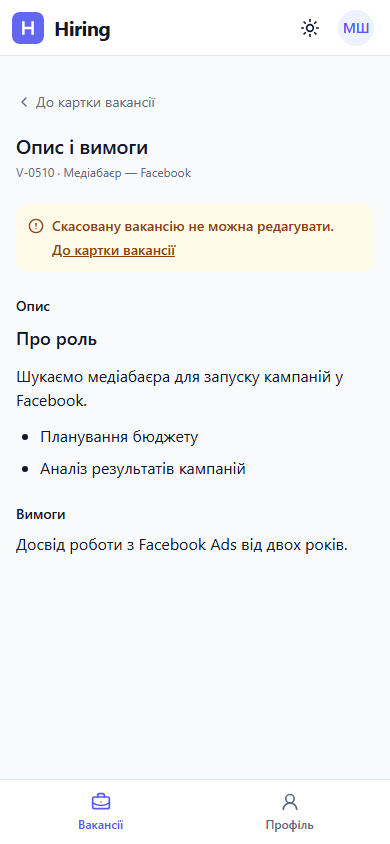 H Hiring МШ
До картки вакансії
Опис і вимоги
V-0510 · Медіабаєр — Facebook
Скасовану вакансію не можна редагувати.
До картки вакансії
Опис
Про роль
Шукаємо медіабаєра для запуску кампаній у
Facebook.
• Планування бюджету
• Аналіз результатів кампаній
Вимоги
Досвід роботи з Facebook Ads від двох років.
Вакансії Профіль